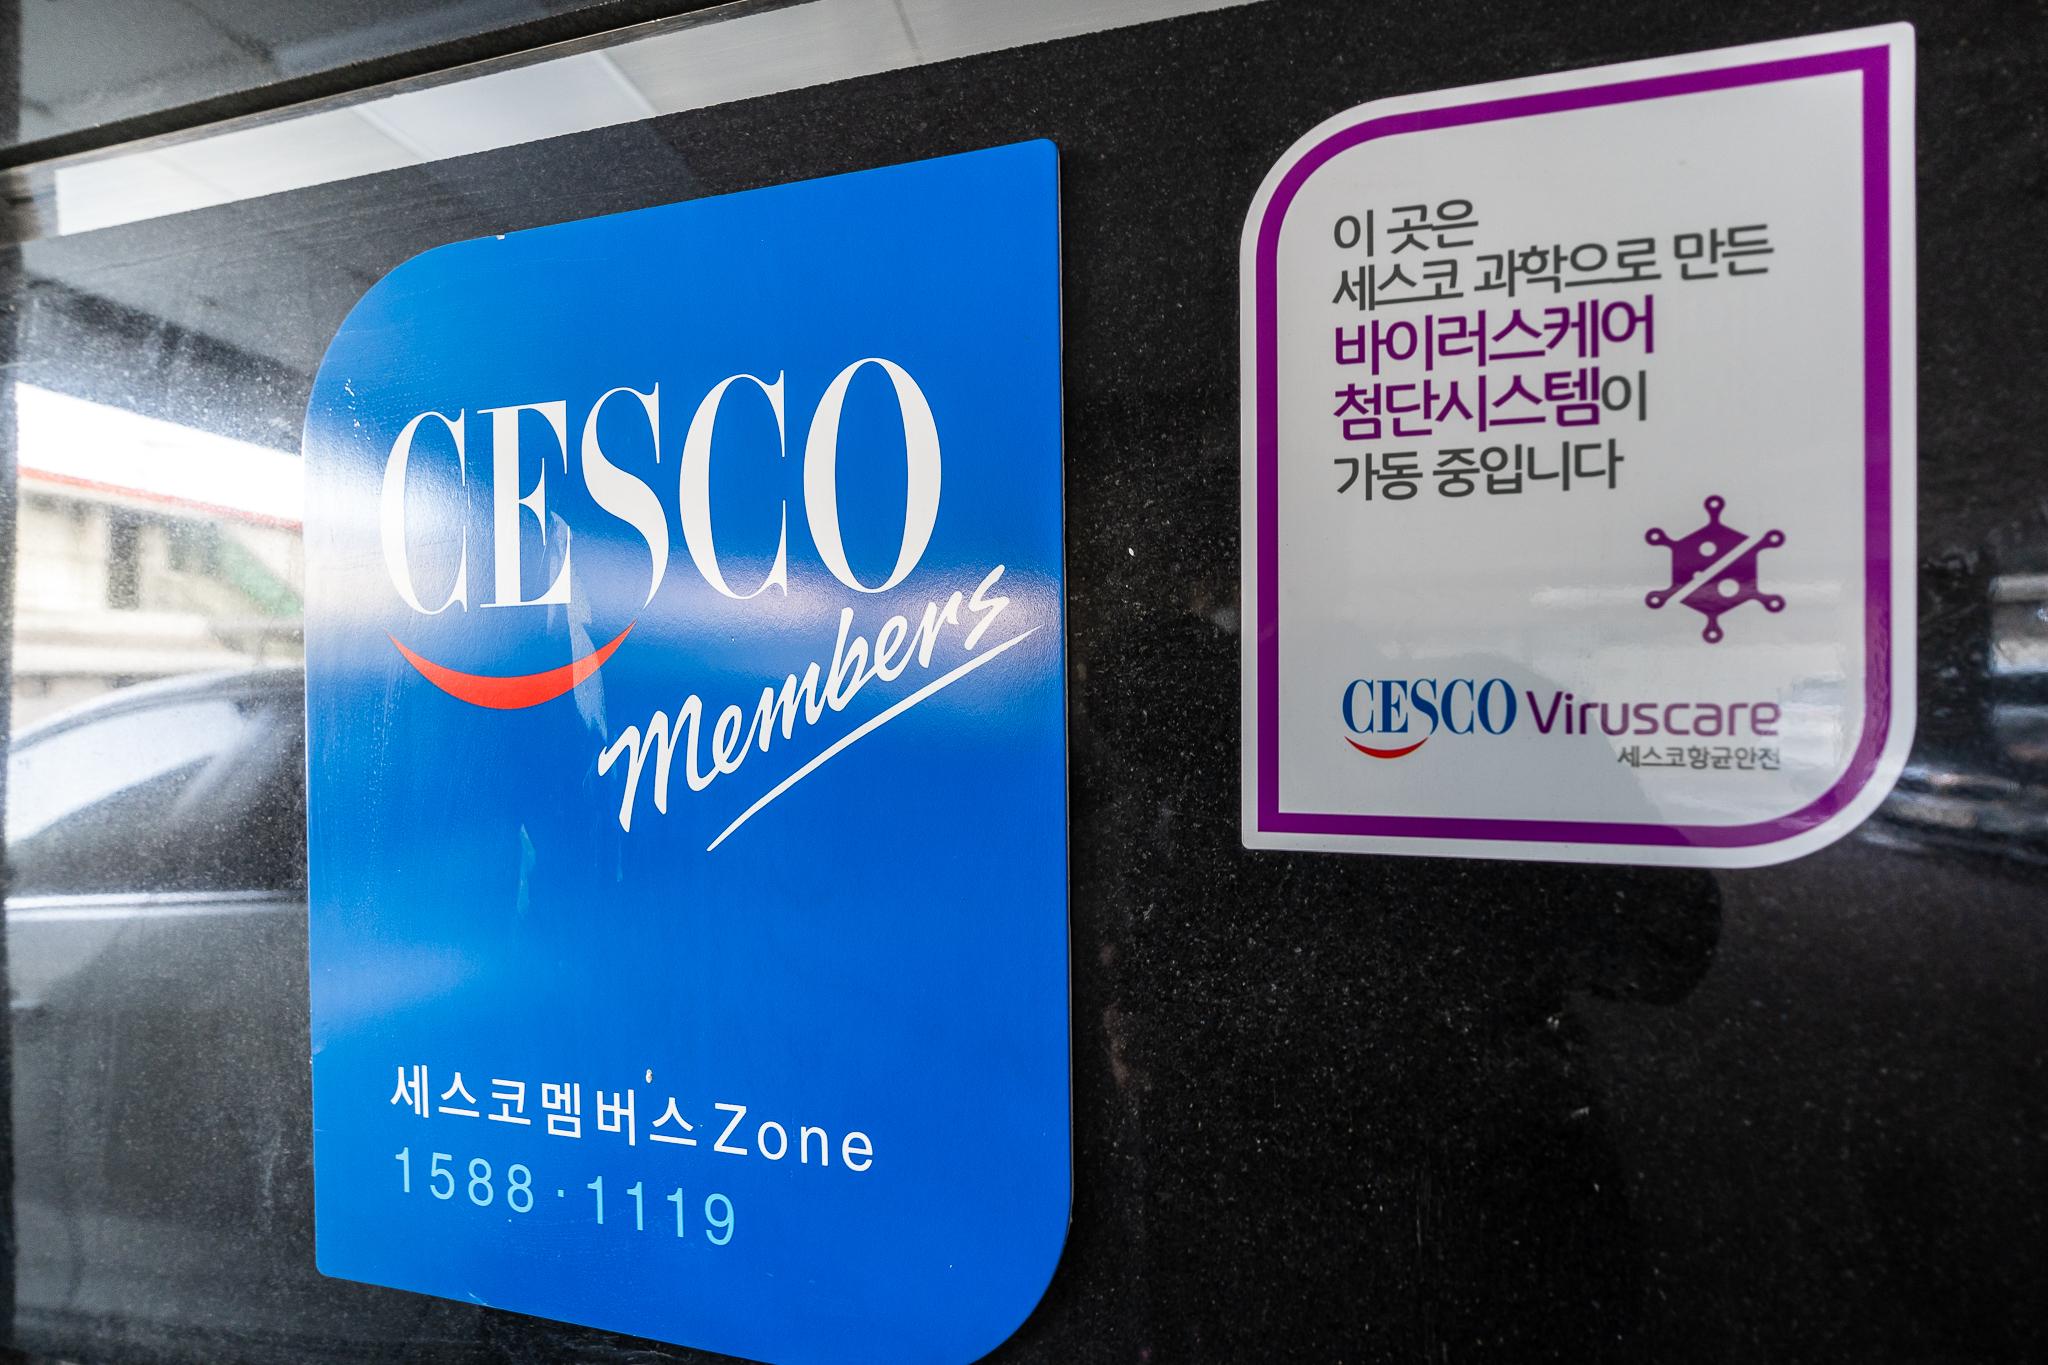 CESCO
Members
세스코멤버스Zone
1588·1119
이 곳은
세스코 과학으로 만든
바이러스케어
첨단시스템이
가동 중입니다
CESCO Viruscare
세스코항균안전